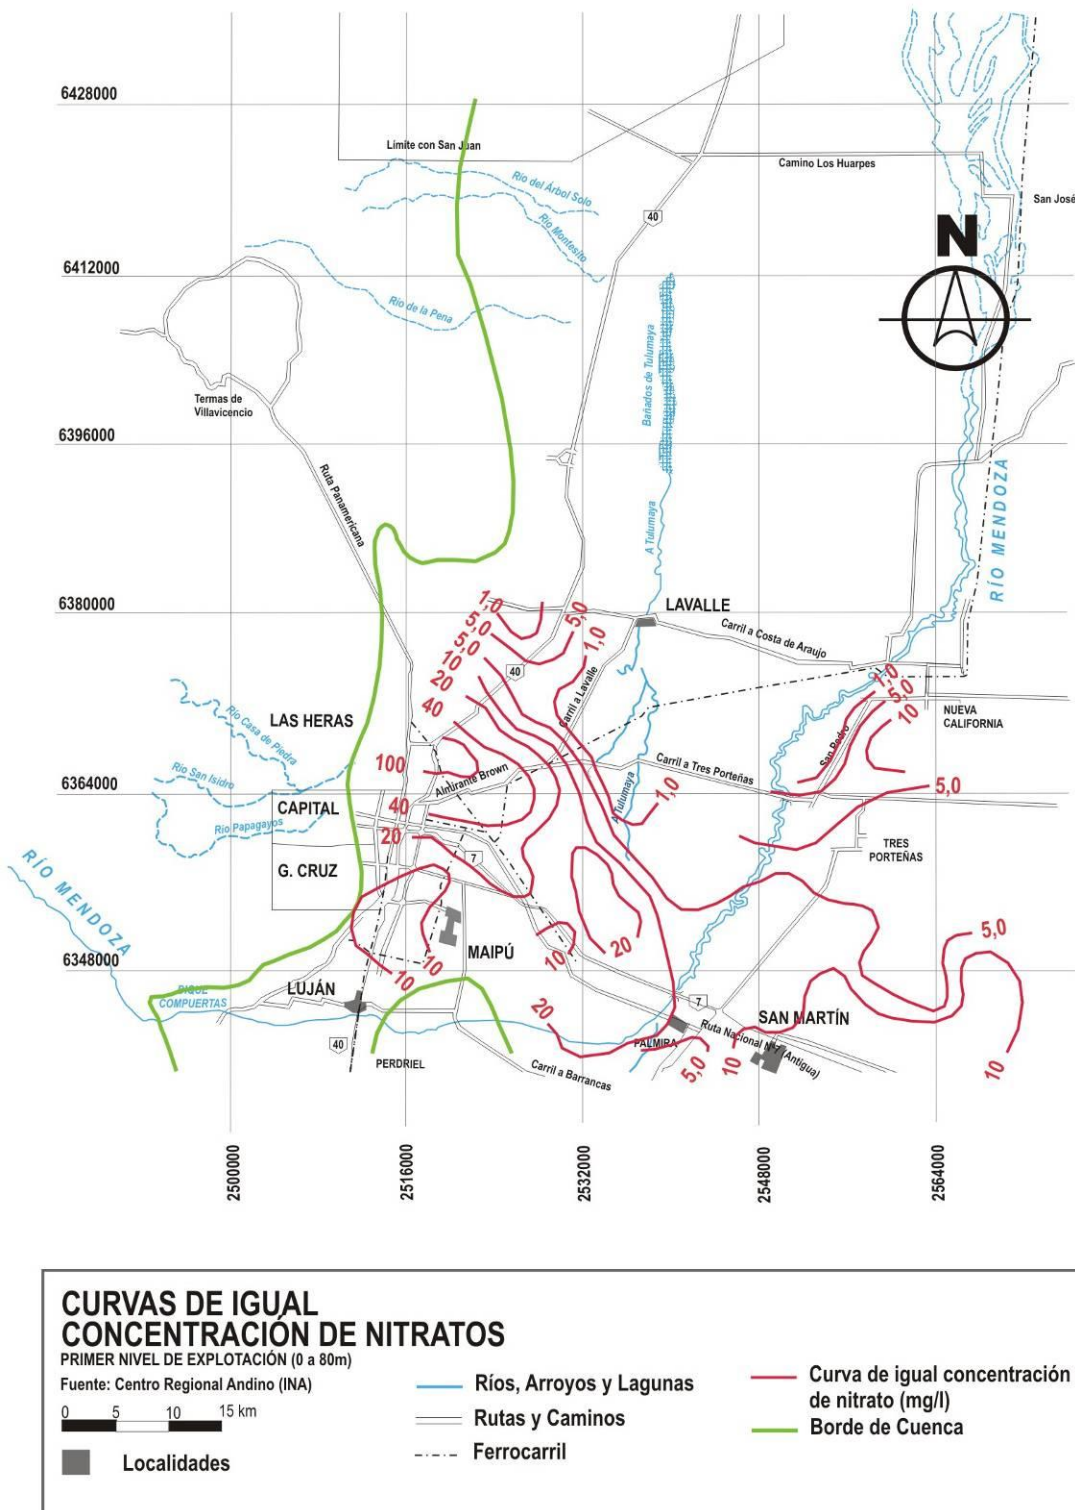 6428000
Límite con San Juan
Camino Los Huarpes
Río del Árbol Solo
San José
40
Río Montesito
N
6412000
Río de la Pena
Bañados de Tulumaya
Termas de
Villavicencio
6396000
Ruta Panamericana
A Tulumaya
RÍO MENDOZA
6380000
1,0
5,0
5,0
10
20
40
5,0
1,0
LAVALLE
Carril a Costa de Araujo
40
Carril a Lavalle
1,0
5,0
10
NUEVA
CALIFORNIA
LAS HERAS
Río Casa de Piedra
San Pedro
100
Carril a Tres Porteñas
Río San Isidro
6364000
Almirante Brown
5,0
CAPITAL
40
A Tulumaya
1,0
Río Papagayos
20
TRES
PORTEÑAS
7
G. CRUZ
RÍO MENDOZA
5,0
20
MAIPÚ
10
6348000
10
10
DIQUE
COMPUERTAS
LUJÁN
20
7
SAN MARTÍN
Ruta Nacional Nº7 (Antigua)
40
PALMIRA
PERDRIEL
Carril a Barrancas
5,0
10
10
2500000
2516000
2532000
2548000
2564000
CURVAS DE IGUAL
CONCENTRACIÓN DE NITRATOS
PRIMER NIVEL DE EXPLOTACIÓN (0 a 80m)
Fuente: Centro Regional Andino (INA)
0 5 10 15 km
Localidades
Ríos, Arroyos y Lagunas
Rutas y Caminos
Ferrocarril
Curva de igual concentración
de nitrato (mg/l)
Borde de Cuenca